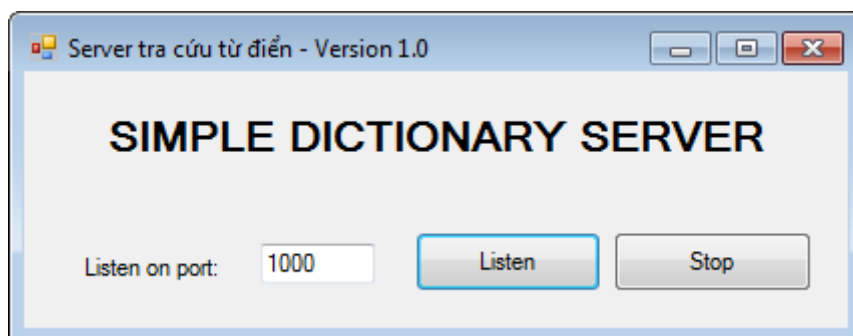 Server tra cứu từ điển - Version 1.0
SIMPLE DICTIONARY SERVER
Listen on port: 1000 Listen Stop